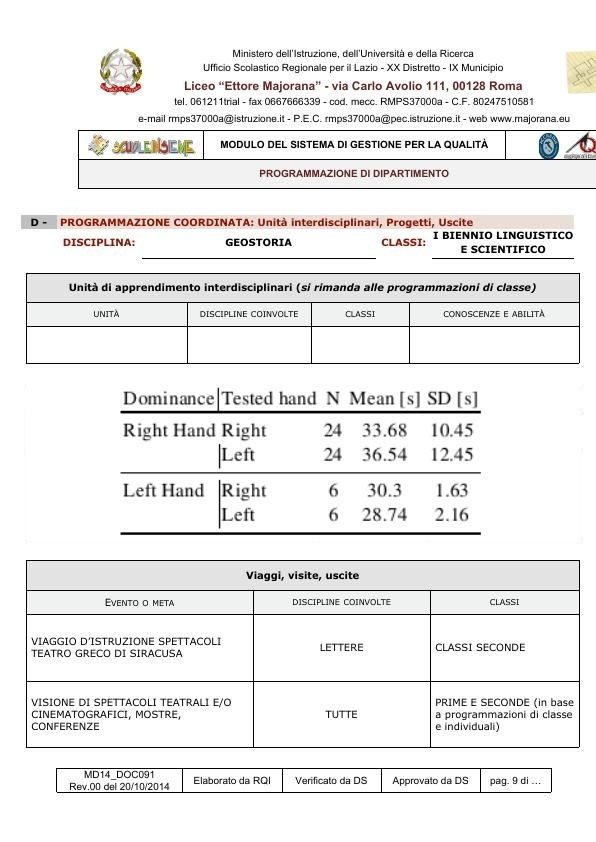 Ministero dell'Istruzione, dell'Università e della Ricerca
Ufficio Scolastico Regionale per il Lazio - XX Distretto - IX Municipio
Liceo "Ettore Majorana" - via Carlo Avolio 111, 00128 Roma
tel. 061211trial - fax 0667666339 - cod. mecc. RMPS37000a - C.F. 80247510581
e-mail rmps37000a@istruzione.it - P.E.C. rmps37000a@pec.istruzione.it - web www.majorana.eu
SCUOLEINSIEME MODULO DEL SISTEMA DI GESTIONE PER LA QUALITÀ
PROGRAMMAZIONE DI DIPARTIMENTO
D - PROGRAMMAZIONE COORDINATA: Unità interdisciplinari, Progetti, Uscite
DISCIPLINA: GEOSTORIA CLASSI: I BIENNIO LINGUISTICO
E SCIENTIFICO
Unità di apprendimento interdisciplinari (si rimanda alle programmazioni di classe)
UNITÀ DISCIPLINE COINVOLTE CLASSI CONOSCENZE E ABILITÀ
Dominance Tested hand N Mean [s] SD [s]
Right Hand Right 24 33.68 10.45
Left 24 36.54 12.45
Left Hand Right 6 30.3 1.63
Left 6 28.74 2.16
Viaggi, visite, uscite
EVENTO O META DISCIPLINE COINVOLTE CLASSI
VIAGGIO D'ISTRUZIONE SPETTACOLI
TEATRO GRECO DI SIRACUSA
LETTERE
CLASSI SECONDE
VISIONE DI SPETTACOLI TEATRALI E/O
CINEMATOGRAFICI, MOSTRE,
CONFERENZE
TUTTE
PRIME E SECONDE (in base
a programmazioni di classe
e individuali)
MD14_DOC091
Rev.00 del 20/10/2014
Elaborato da RQI
Verificato da DS
Approvato da DS
pag. 9 di ...